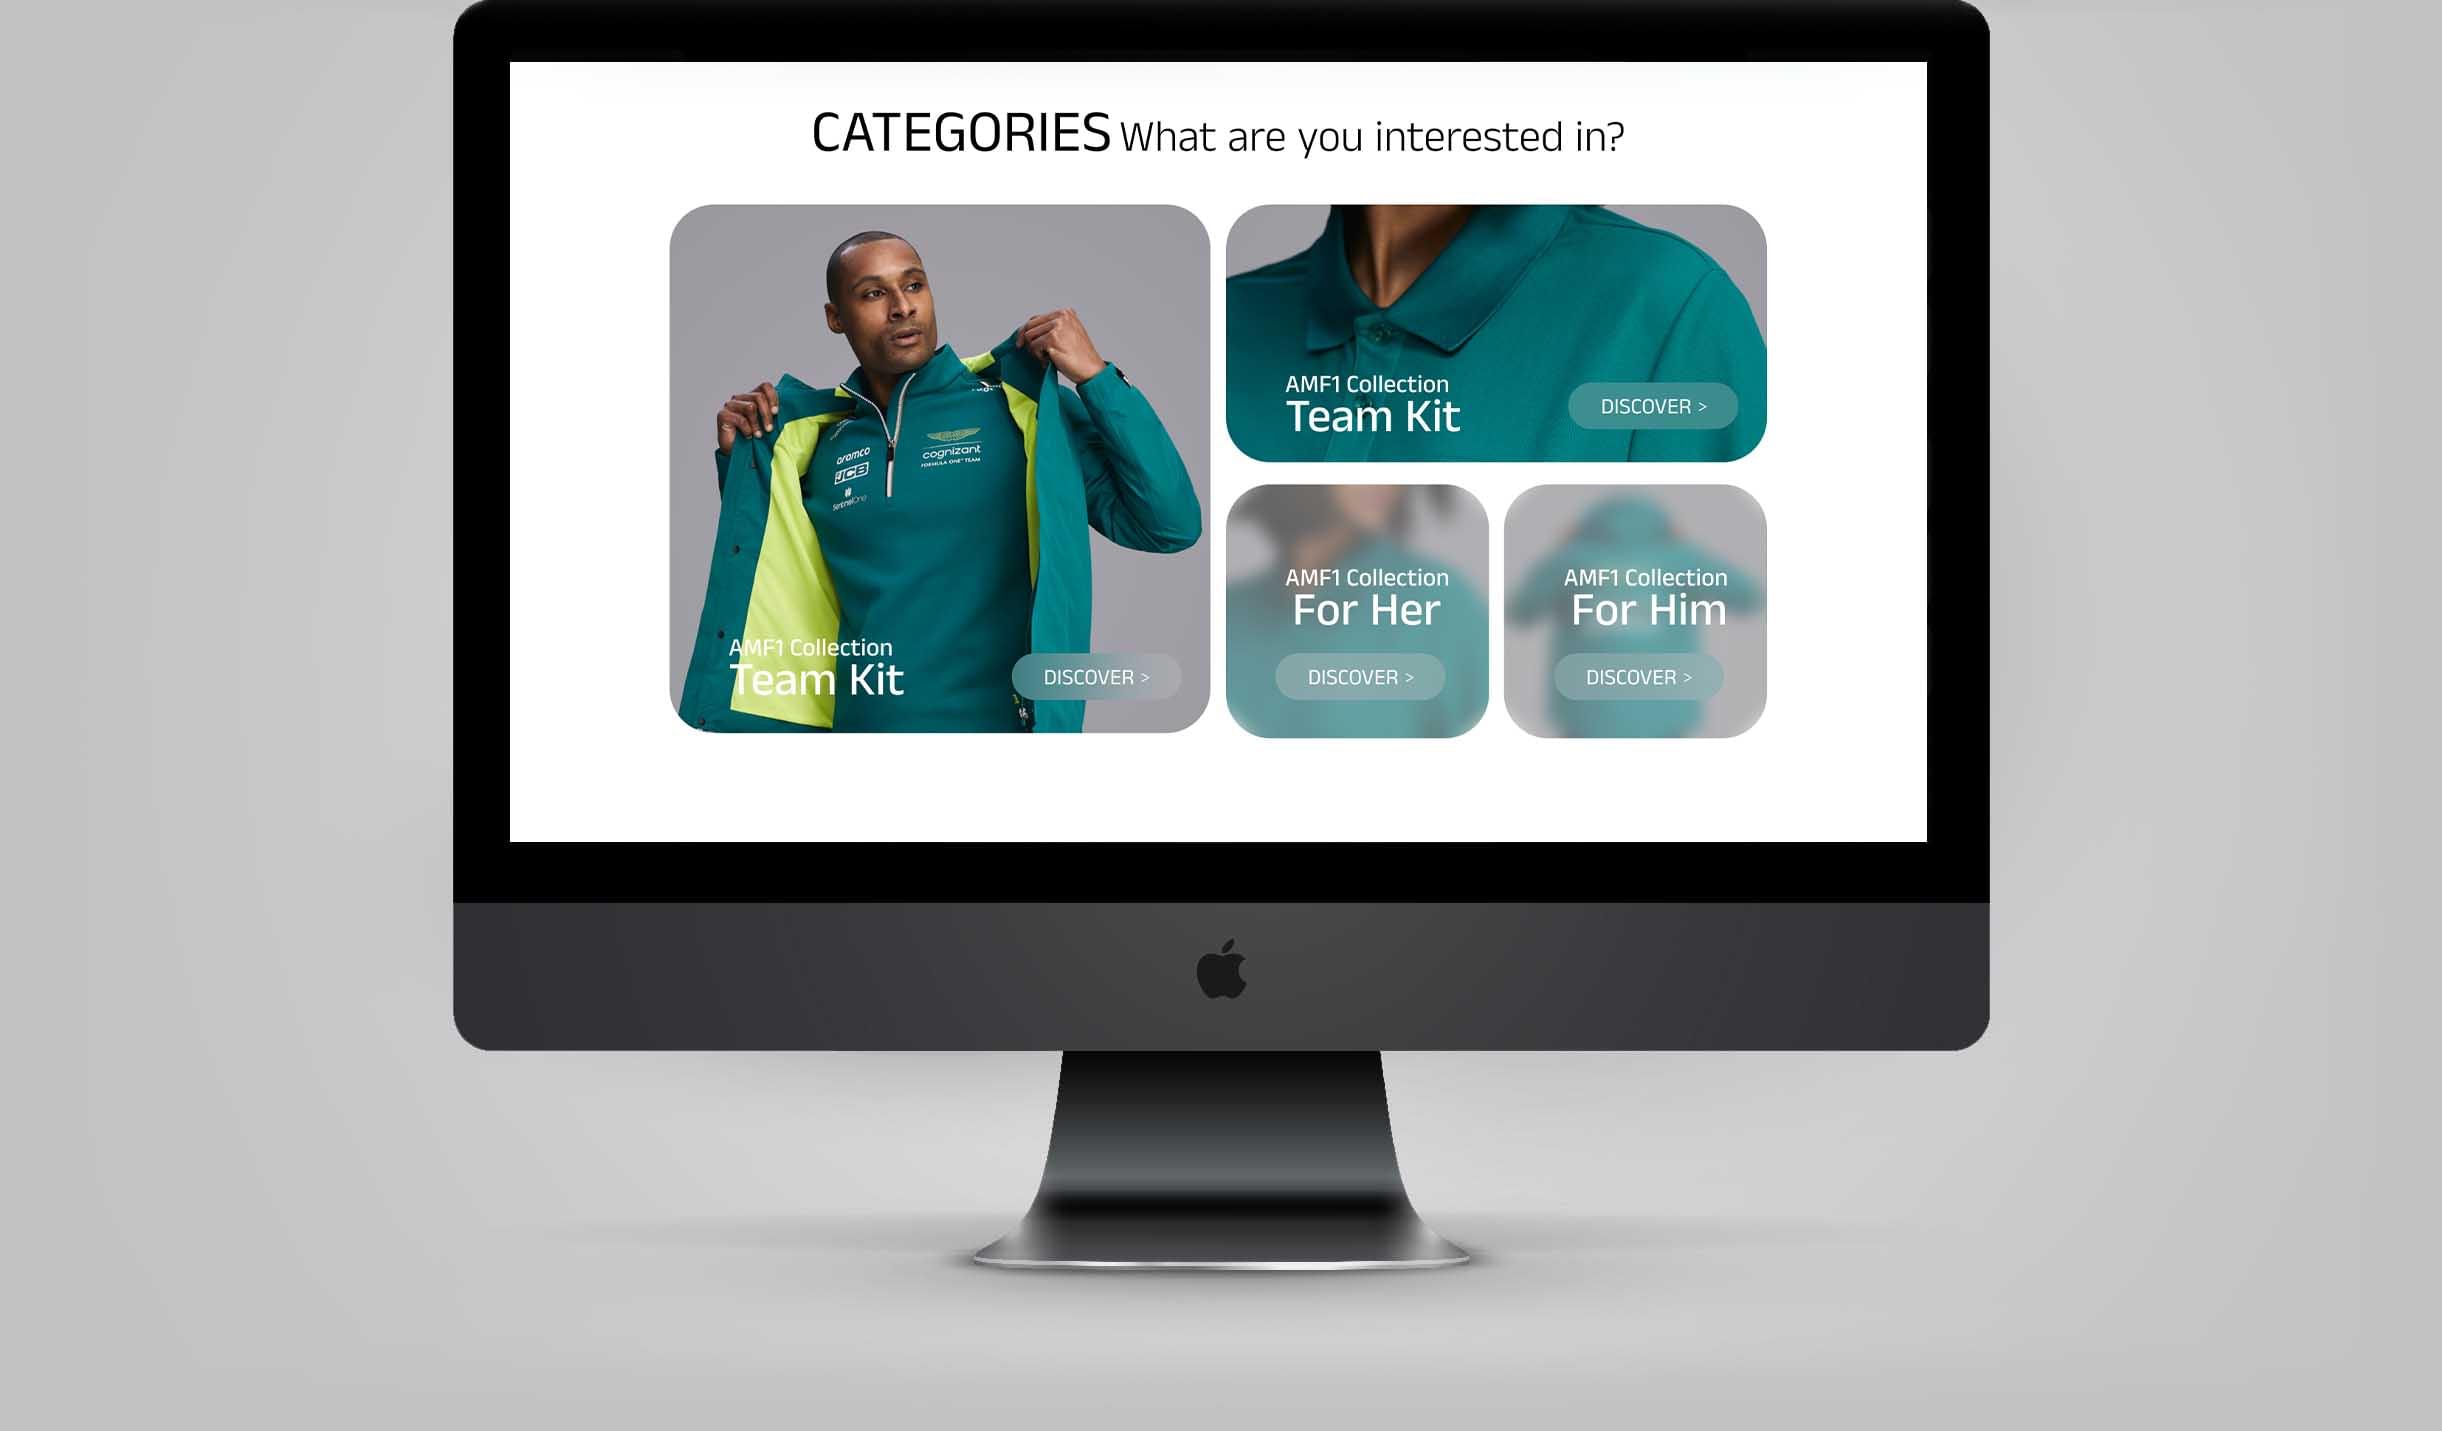 CATEGORIES What are you interested in?
aramco
JCB
SentinelOne
cognizant
FORMULA ONE™ TEAM
AMF1 Collection
Team Kit
DISCOVER >
AMF1 Collection
Team Kit
DISCOVER >
AMF1 Collection
For Her
DISCOVER >
AMF1 Collection
For Him
DISCOVER >